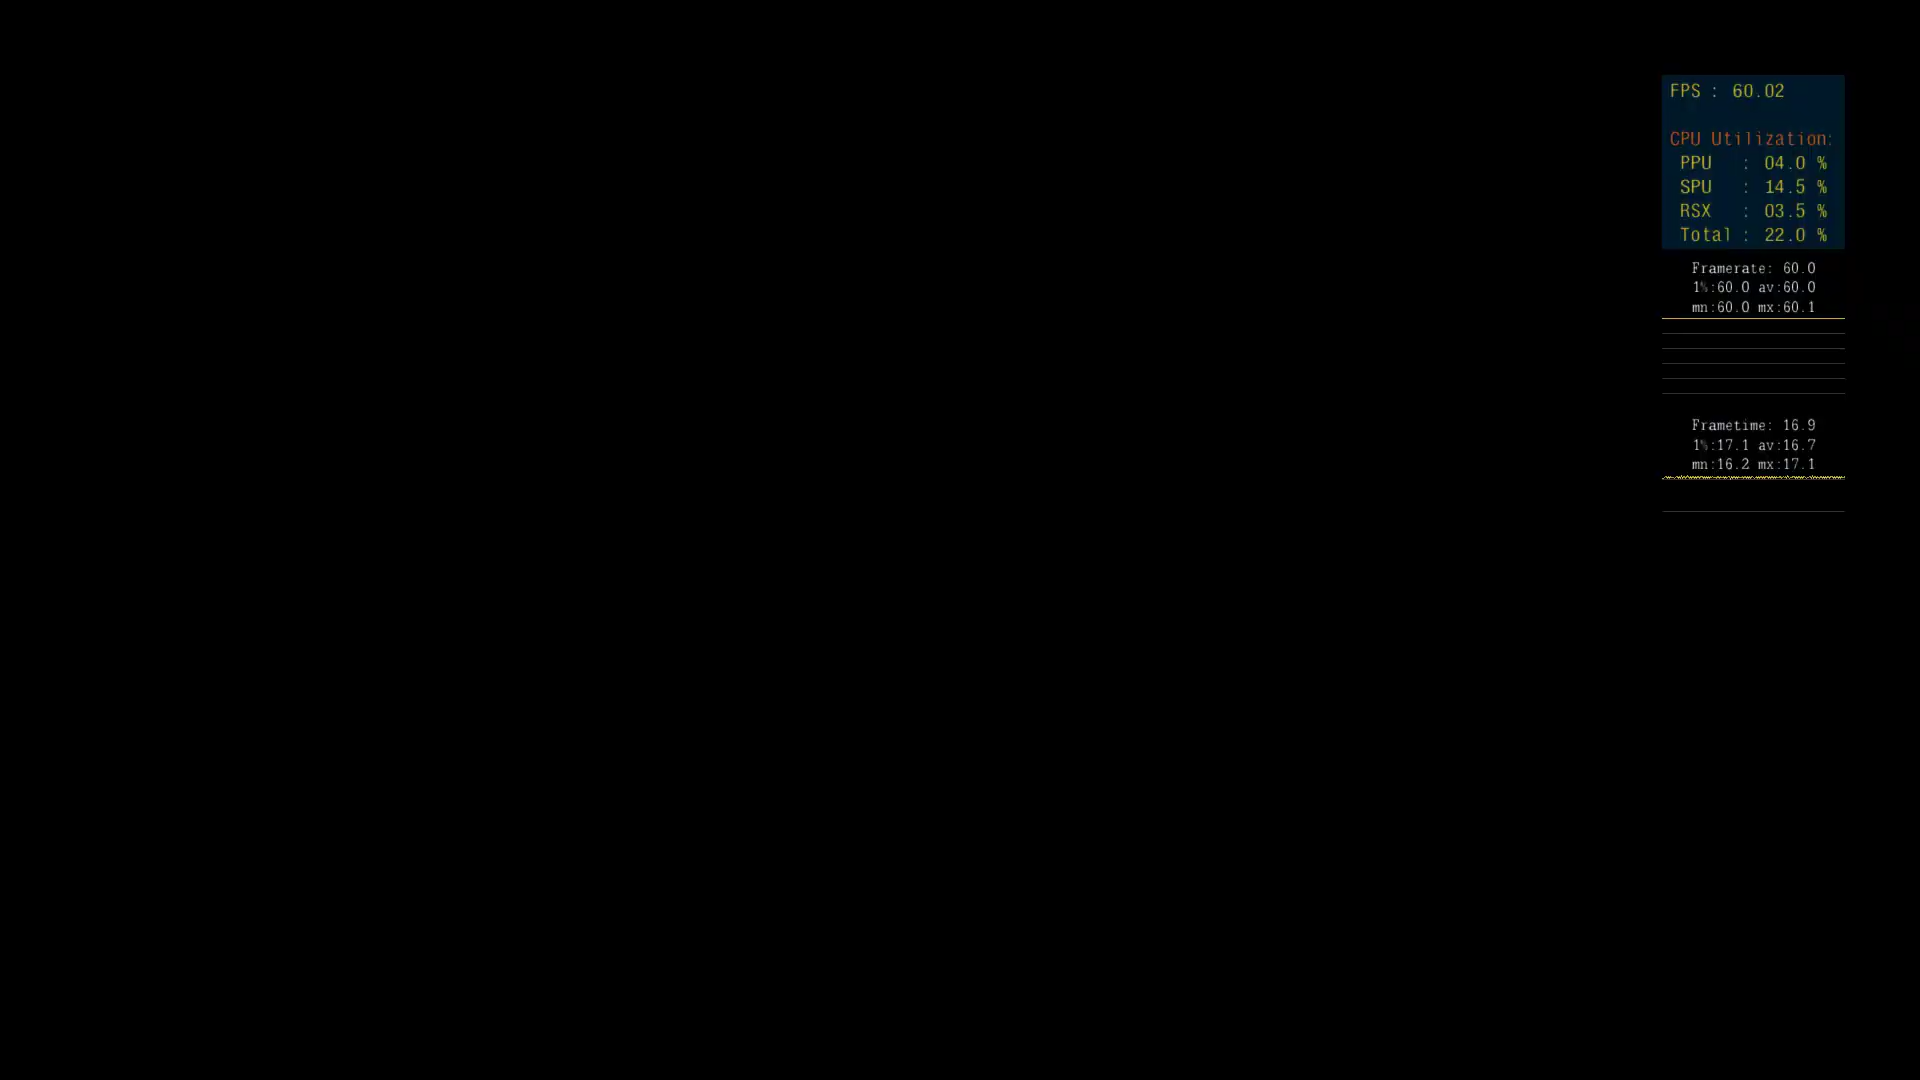 FPS : 60.02
CPU Utilization:
PPU : 04.0 %
SPU : 14.5 %
RSX : 03.5 %
Total : 22.0 %
Framerate: 60.0
1%:60.0 av:60.0
mn:60.0 mx:60.1
Frametime: 16.9
1%:17.1 av:16.7
mn:16.2 mx:17.1